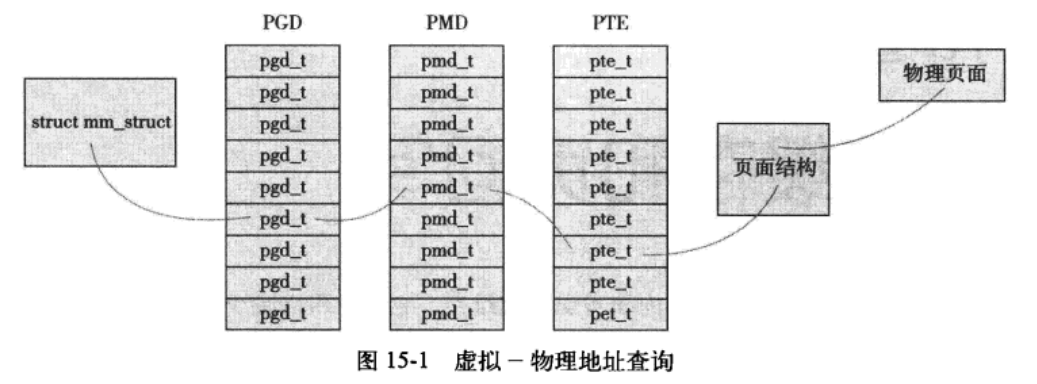 PGD
PMD
PTE
struct mm_struct
pgd_t
pgd_t
pgd_t
pgd_t
pgd_t
pgd_t
pgd_t
pgd_t
pgd_t
pmd_t
pmd_t
pmd_t
pmd_t
pmd_t
pmd_t
pmd_t
pmd_t
pmd_t
pte_t
pte_t
pte_t
pte_t
pte_t
pte_t
pte_t
pte_t
pet_t
页面结构
物理页面
图 15-1 虚拟－物理地址查询